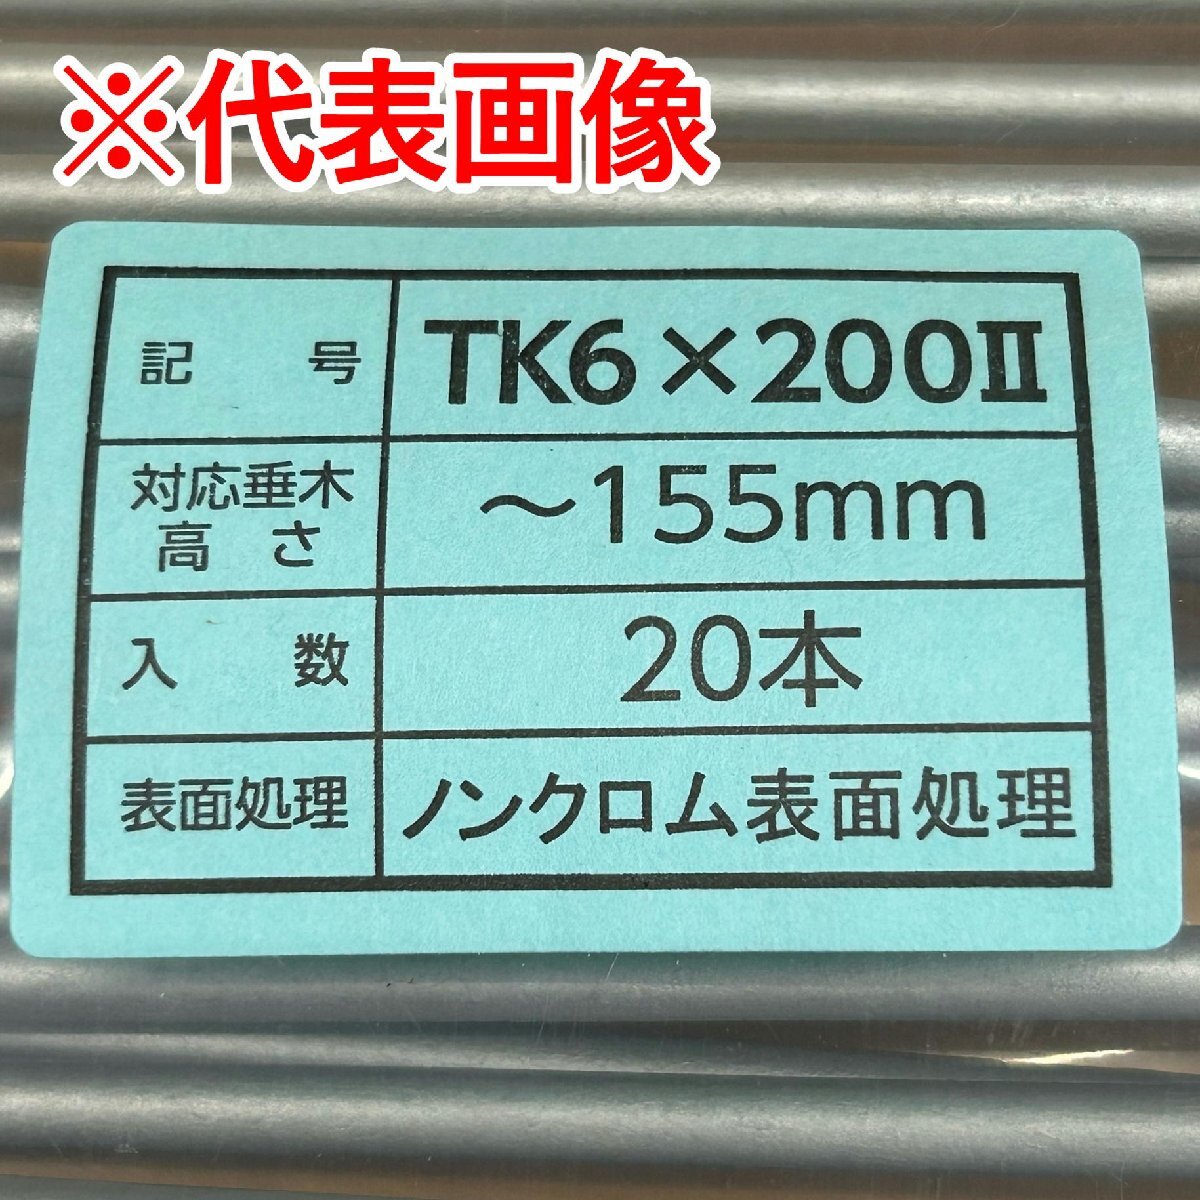 ※代表画像
記号 TK6×200Ⅱ
対応垂木高さ ～155mm
入数 20本
表面処理 ノンクロム表面処理